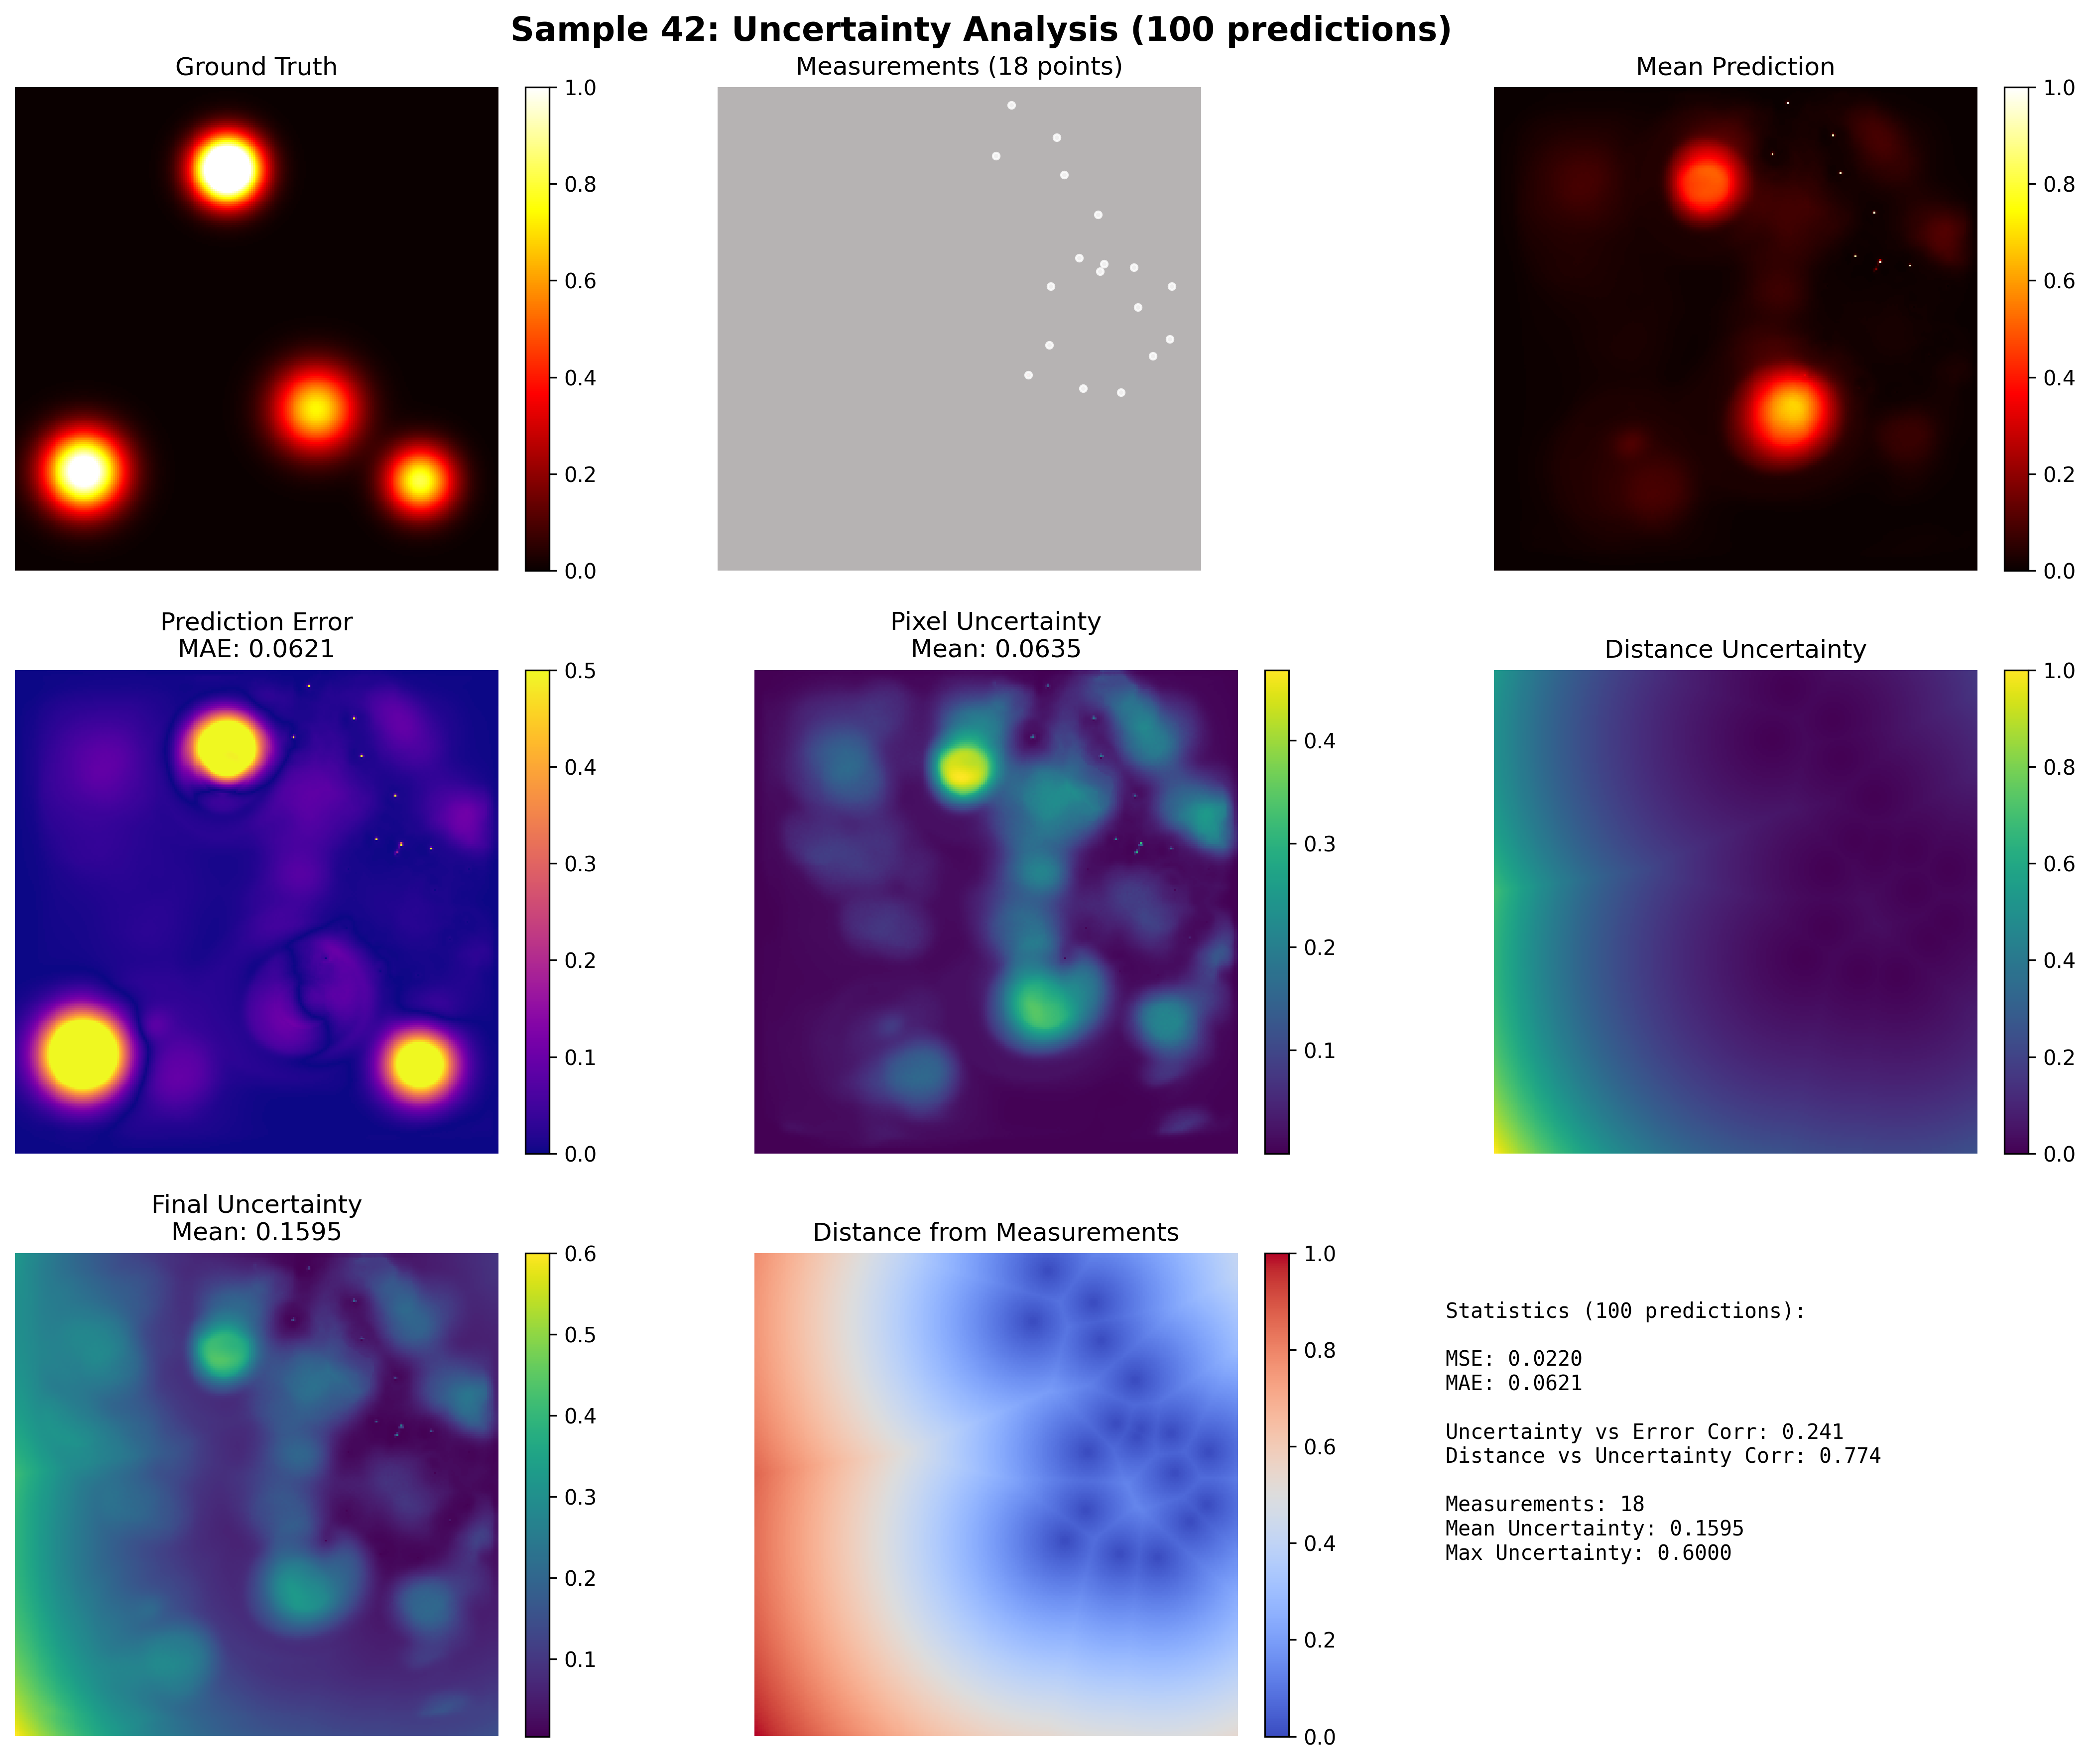 Sample 42: Uncertainty Analysis (100 predictions)
Ground Truth
1.0
0.8
0.6
0.4
0.2
0.0
Measurements (18 points)
Mean Prediction
1.0
0.8
0.6
0.4
0.2
0.0
Prediction Error
MAE: 0.0621
0.5
0.4
0.3
0.2
0.1
0.0
Pixel Uncertainty
Mean: 0.0635
0.4
0.3
0.2
0.1
Distance Uncertainty
1.0
0.8
0.6
0.4
0.2
0.0
Final Uncertainty
Mean: 0.1595
0.6
0.5
0.4
0.3
0.2
0.1
Distance from Measurements
1.0
0.8
0.6
0.4
0.2
0.0
Statistics (100 predictions):
MSE: 0.0220
MAE: 0.0621
Uncertainty vs Error Corr: 0.241
Distance vs Uncertainty Corr: 0.774
Measurements: 18
Mean Uncertainty: 0.1595
Max Uncertainty: 0.6000